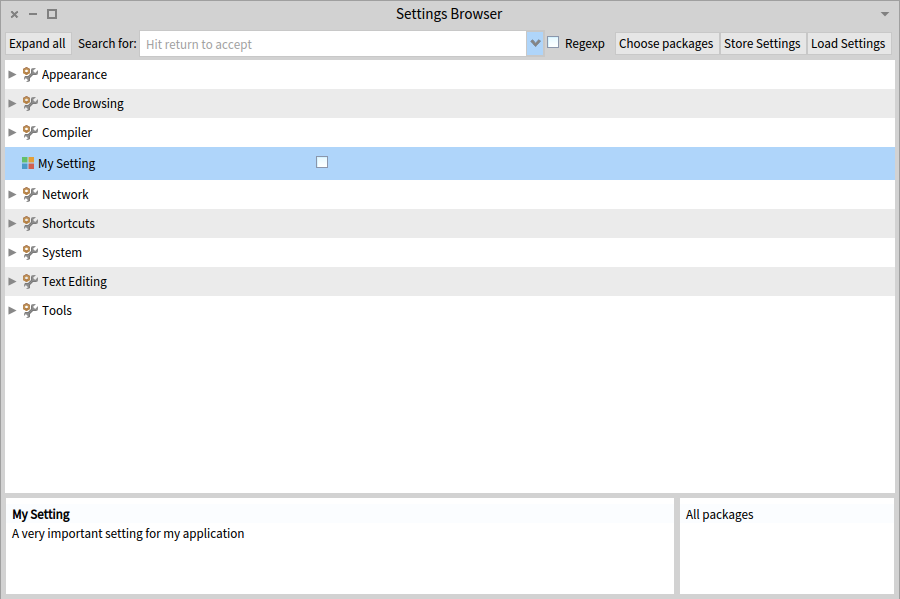 Settings Browser
Expand all Search for: Hit return to accept Regexp Choose packages Store Settings Load Settings
Appearance
Code Browsing
Compiler
My Setting
Network
Shortcuts
System
Text Editing
Tools
My Setting
A very important setting for my application
All packages